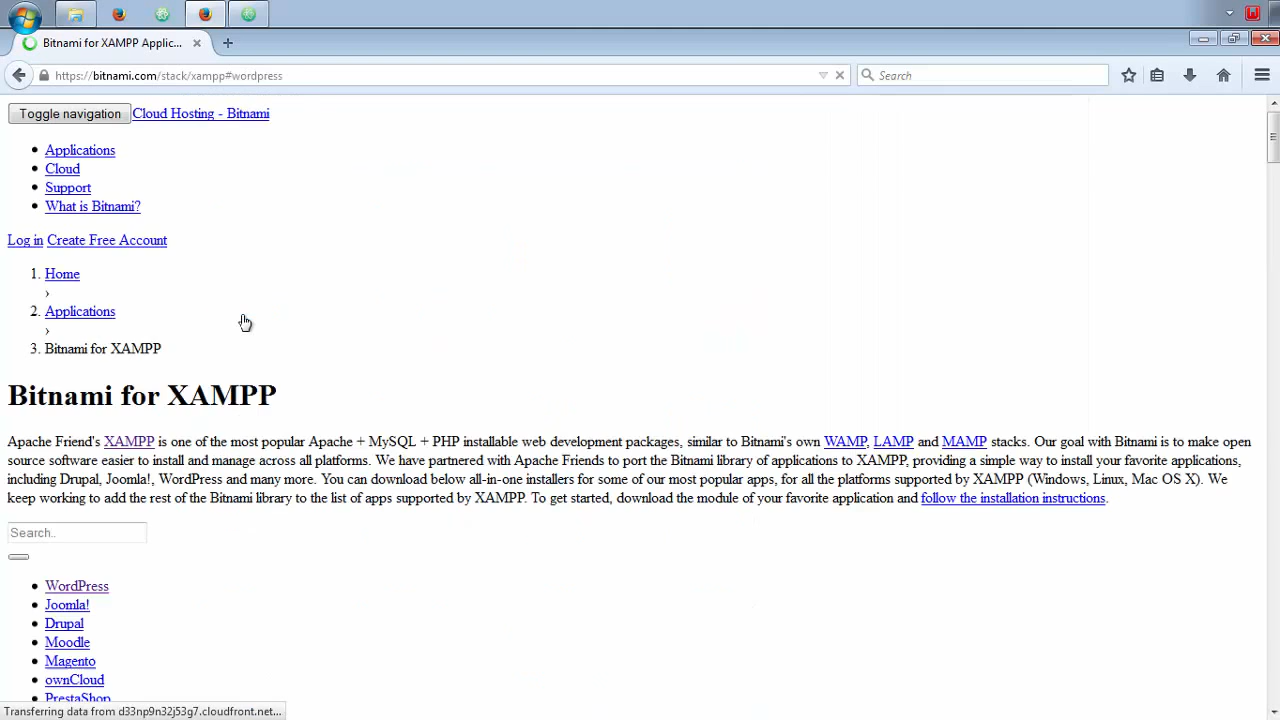 Bitnami for XAMPP Applic...
https://bitnami.com/stack/xampp#wordpress
Search
Toggle navigation Cloud Hosting - Bitnami
Applications
Cloud
Support
What is Bitnami?
Log in Create Free Account
1. Home
›
2. Applications
›
3. Bitnami for XAMPP
Bitnami for XAMPP
Apache Friend's XAMPP is one of the most popular Apache + MySQL + PHP installable web development packages, similar to Bitnami's own WAMP, LAMP and MAMP stacks. Our goal with Bitnami is to make open
source software easier to install and manage across all platforms. We have partnered with Apache Friends to port the Bitnami library of applications to XAMPP, providing a simple way to install your favorite applications,
including Drupal, Joomla!, WordPress and many more. You can download below all-in-one installers for some of our most popular apps, for all the platforms supported by XAMPP (Windows, Linux, Mac OS X). We
keep working to add the rest of the Bitnami library to the list of apps supported by XAMPP. To get started, download the module of your favorite application and follow the installation instructions.
Search..
WordPress
Joomla!
Drupal
Moodle
Magento
ownCloud
PrestaShop
Transferring data from d33np9n32j53g7.cloudfront.net...